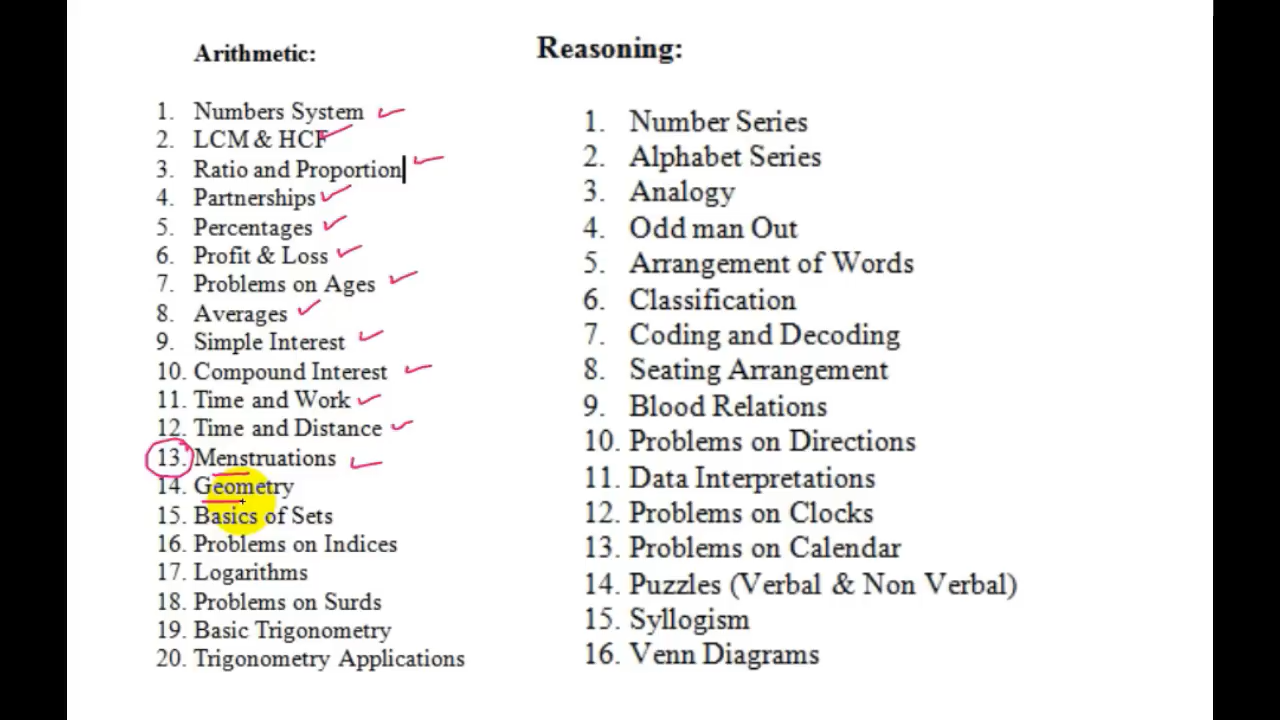 Arithmetic:
1. Numbers System
2. LCM & HCF
3. Ratio and Proportion
4. Partnerships
5. Percentages
6. Profit & Loss
7. Problems on Ages
8. Averages
9. Simple Interest
10. Compound Interest
11. Time and Work
12. Time and Distance
13. Menstruations
14. Geometry
15. Basics of Sets
16. Problems on Indices
17. Logarithms
18. Problems on Surds
19. Basic Trigonometry
20. Trigonometry Applications
Reasoning:
1. Number Series
2. Alphabet Series
3. Analogy
4. Odd man Out
5. Arrangement of Words
6. Classification
7. Coding and Decoding
8. Seating Arrangement
9. Blood Relations
10. Problems on Directions
11. Data Interpretations
12. Problems on Clocks
13. Problems on Calendar
14. Puzzles (Verbal & Non Verbal)
15. Syllogism
16. Venn Diagrams